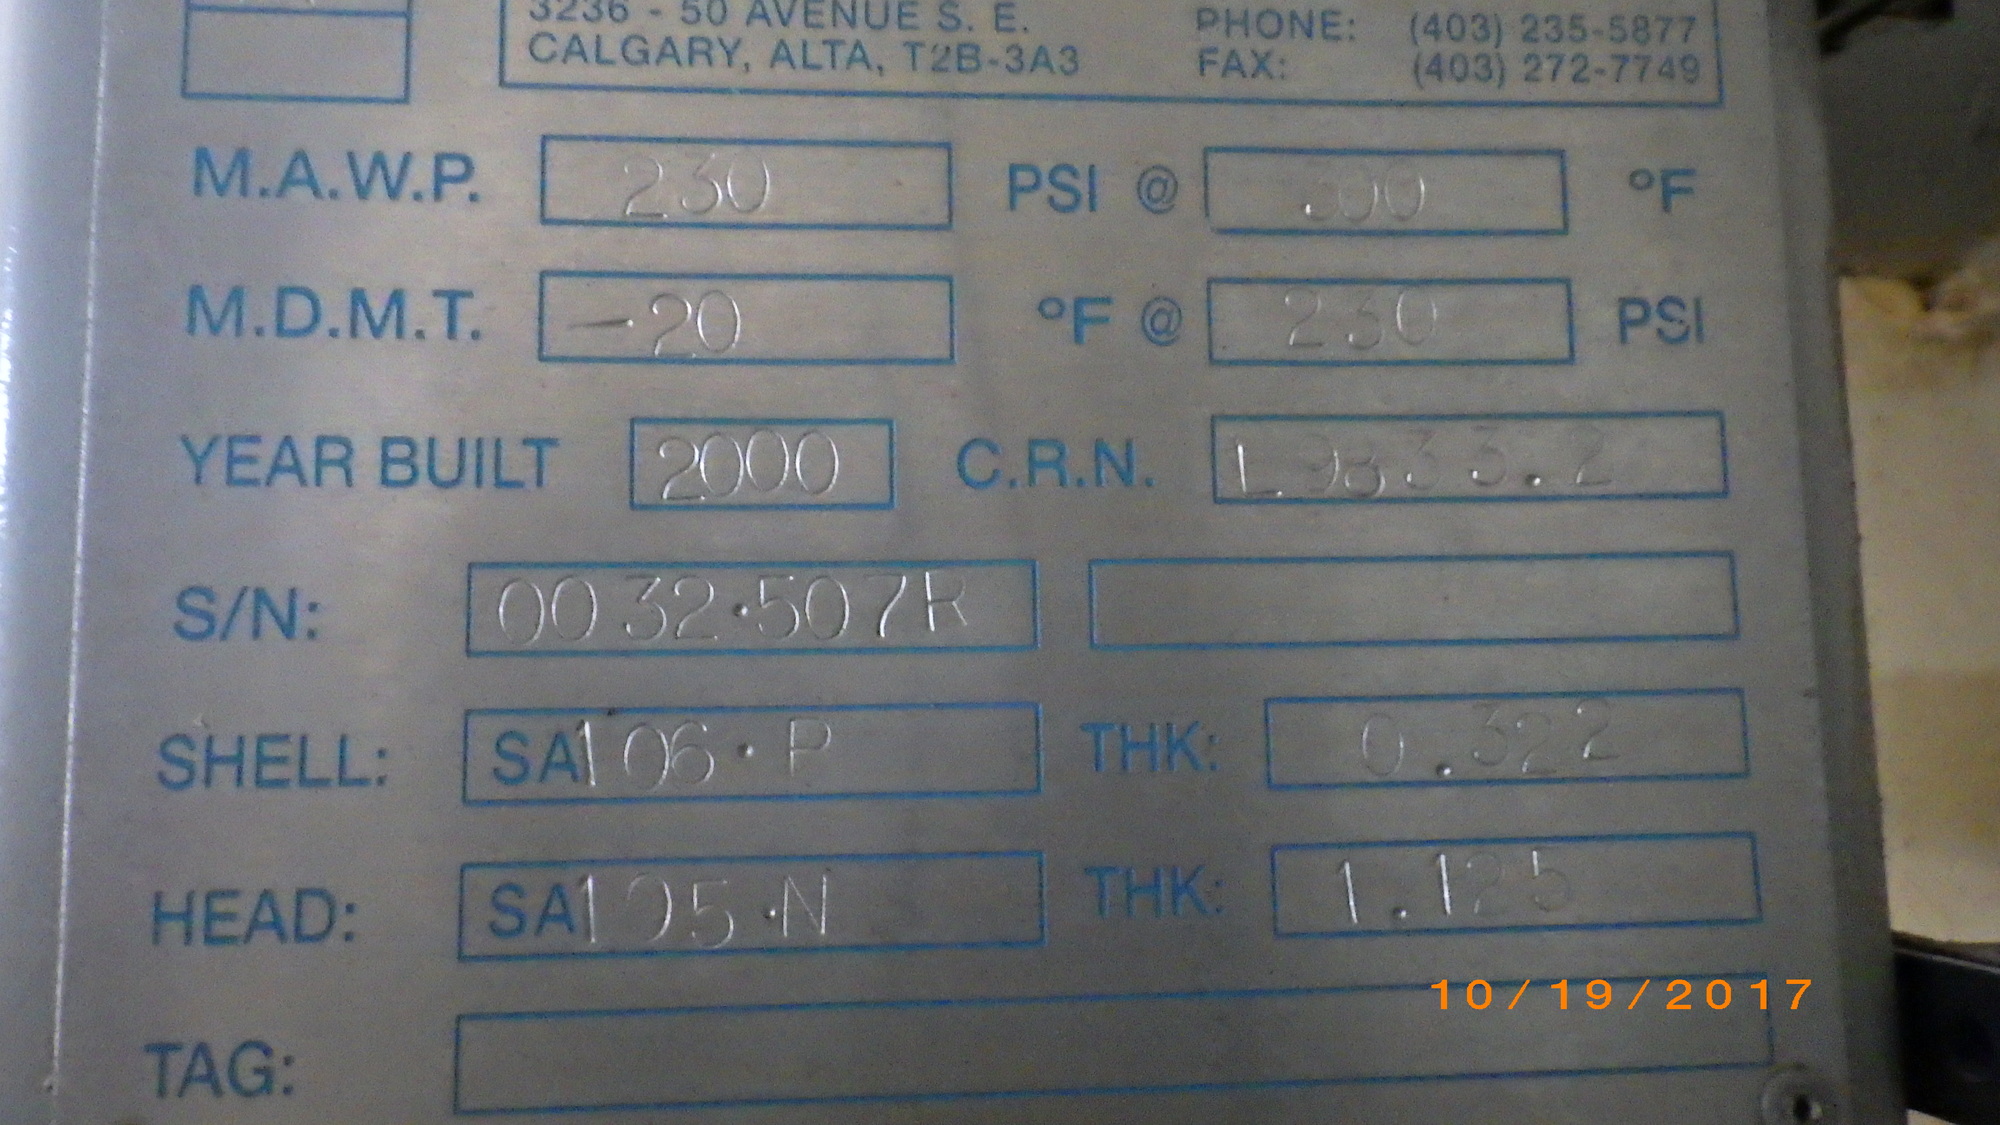 3236 - 50 AVENUE S. E. PHONE: (403) 235-5877
CALGARY, ALTA, T2B-3A3 FAX: (403) 272-7749
M.A.W.P. 230 PSI @ °F
M.D.M.T. -20 °F @ 230 PSI
YEAR BUILT 2000 C.R.N. L9833.2
S/N: 0032·507R
SHELL: SA106·P THK: 0.322
HEAD: SA105·N THK: 1.125
10/19/2017
TAG: